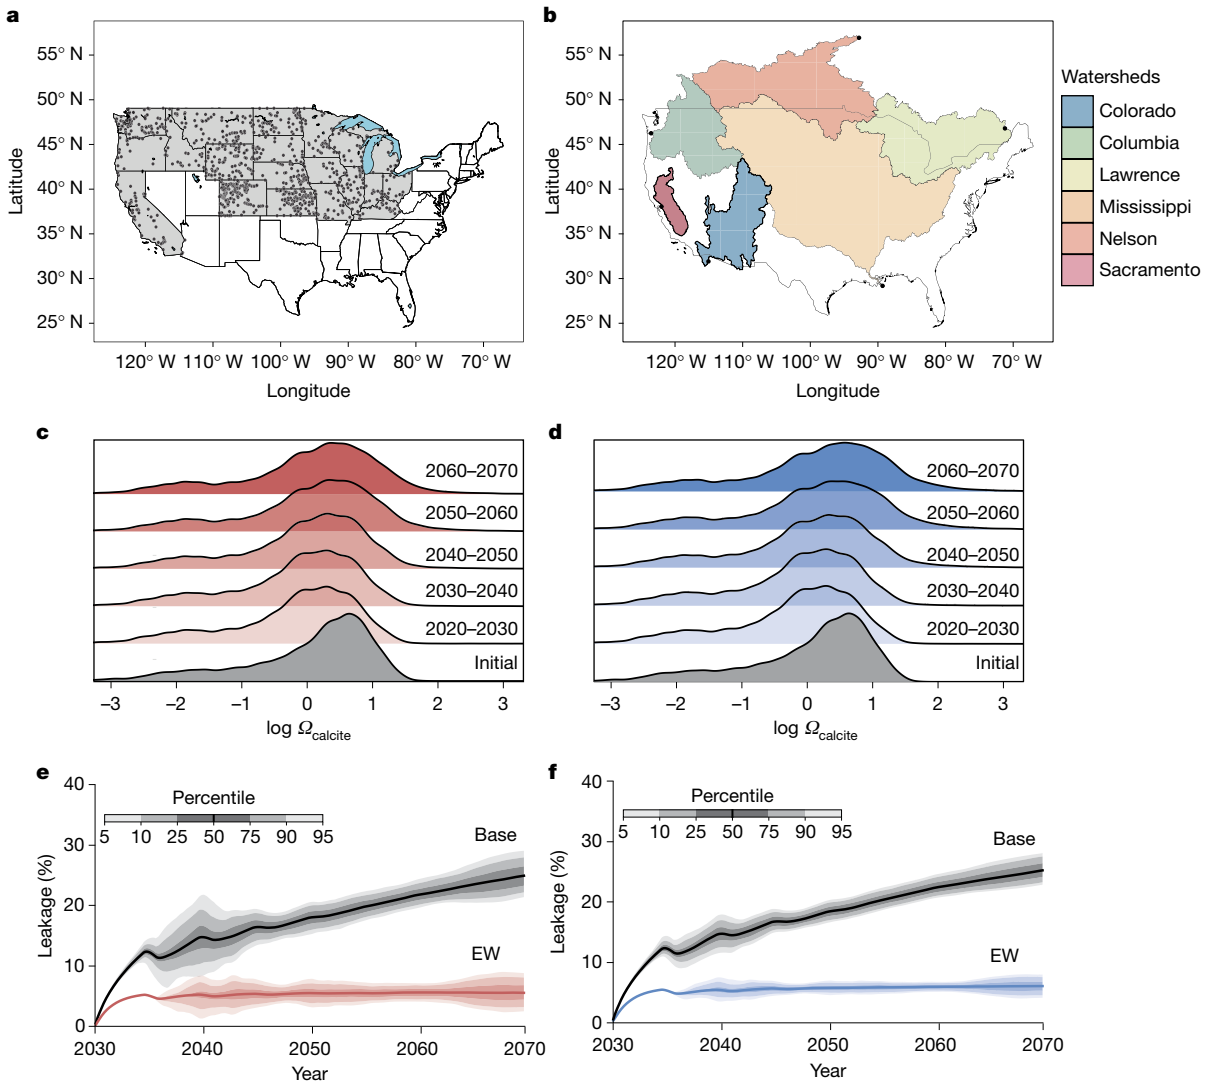 a
55° N
50° N
45° N
40° N
35° N
30° N
25° N
Latitude
120° W 110° W 100° W 90° W 80° W 70° W
Longitude
b
55° N
50° N
45° N
40° N
35° N
30° N
25° N
Latitude
120° W 110° W 100° W 90° W 80° W 70° W
Longitude
Watersheds
Colorado
Columbia
Lawrence
Mississippi
Nelson
Sacramento
c
2060–2070
2050–2060
2040–2050
2030–2040
2020–2030
Initial
–3 –2 –1 0 1 2 3
log Ωcalcite
d
2060–2070
2050–2060
2040–2050
2030–2040
2020–2030
Initial
–3 –2 –1 0 1 2 3
log Ωcalcite
e
40
30
20
10
0
Leakage (%)
Percentile
5 10 25 50 75 90 95
Base
EW
2030 2040 2050 2060 2070
Year
f
40
30
20
10
0
Leakage (%)
Percentile
5 10 25 50 75 90 95
Base
EW
2030 2040 2050 2060 2070
Year